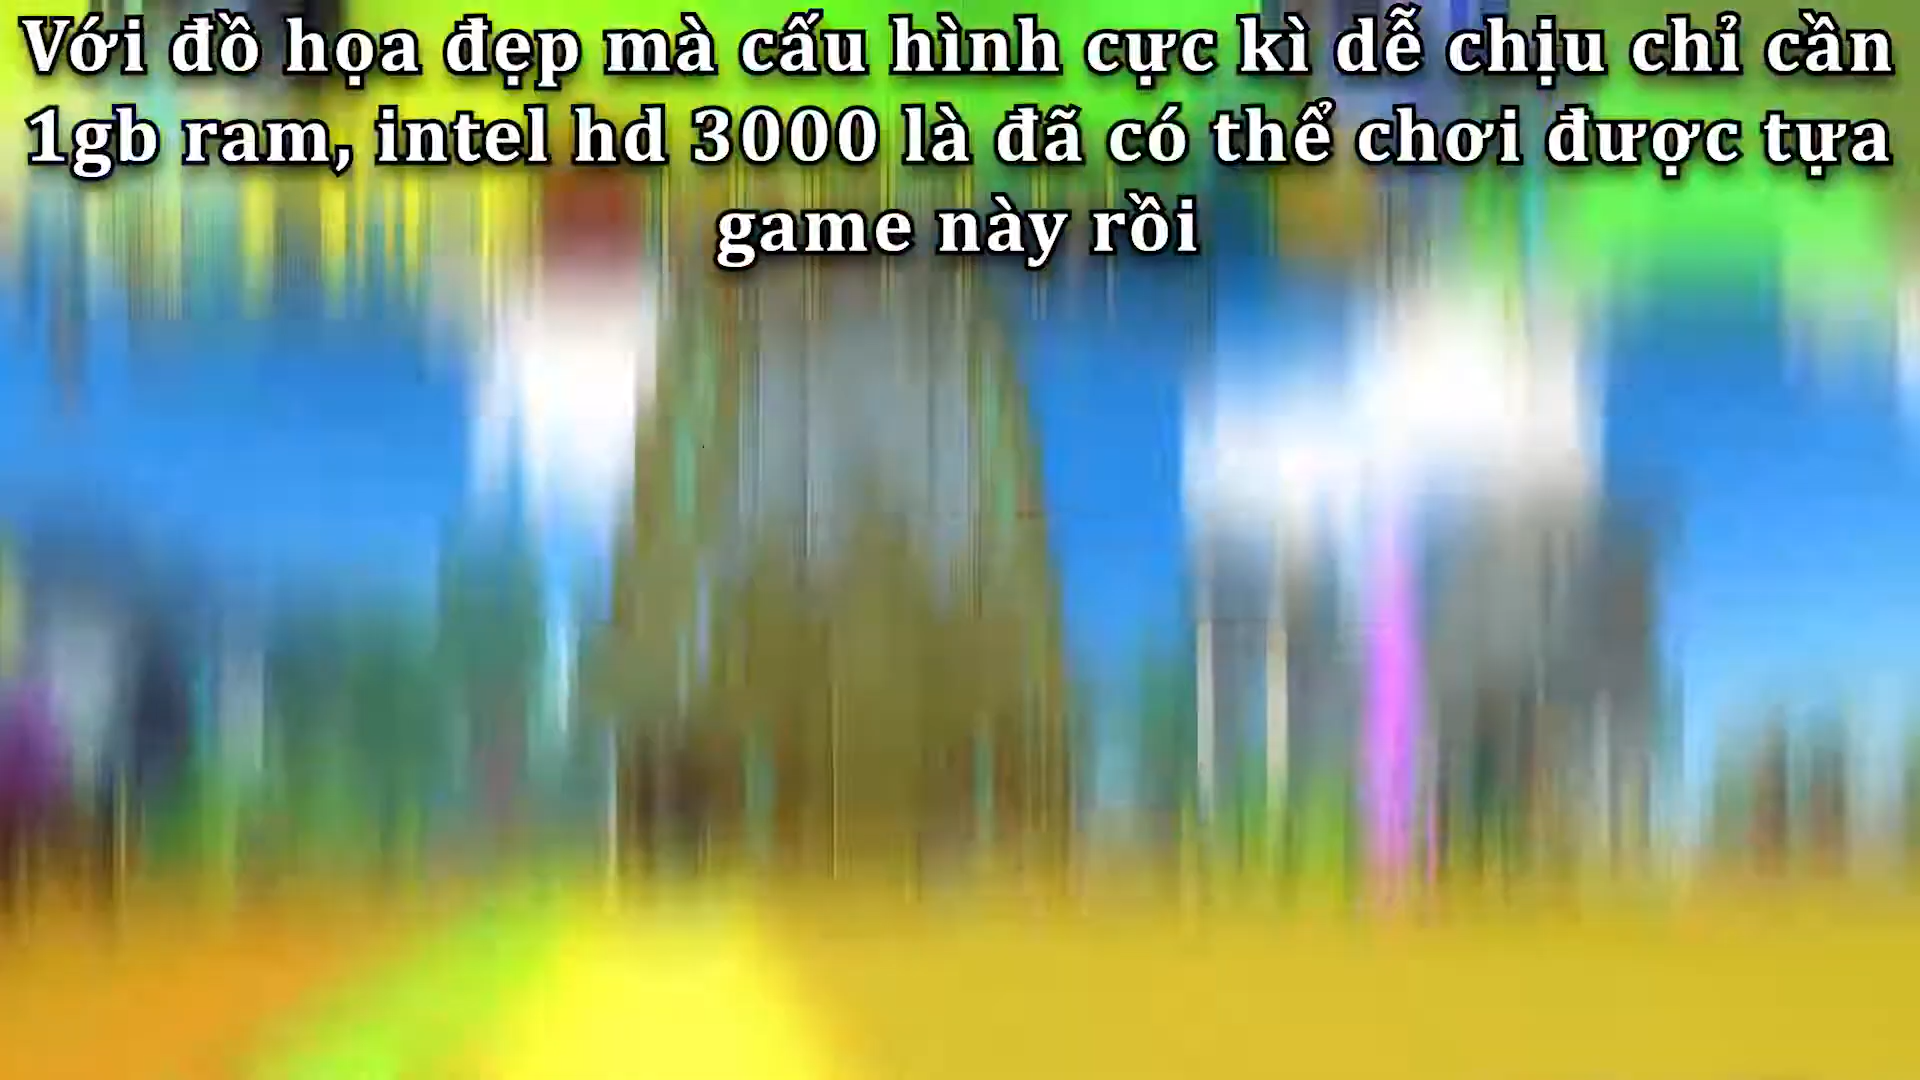 Với đồ họa đẹp mà cấu hình cực kì dễ chịu chỉ cần
1gb ram, intel hd 3000 là đã có thể chơi được tựa
game này rồi